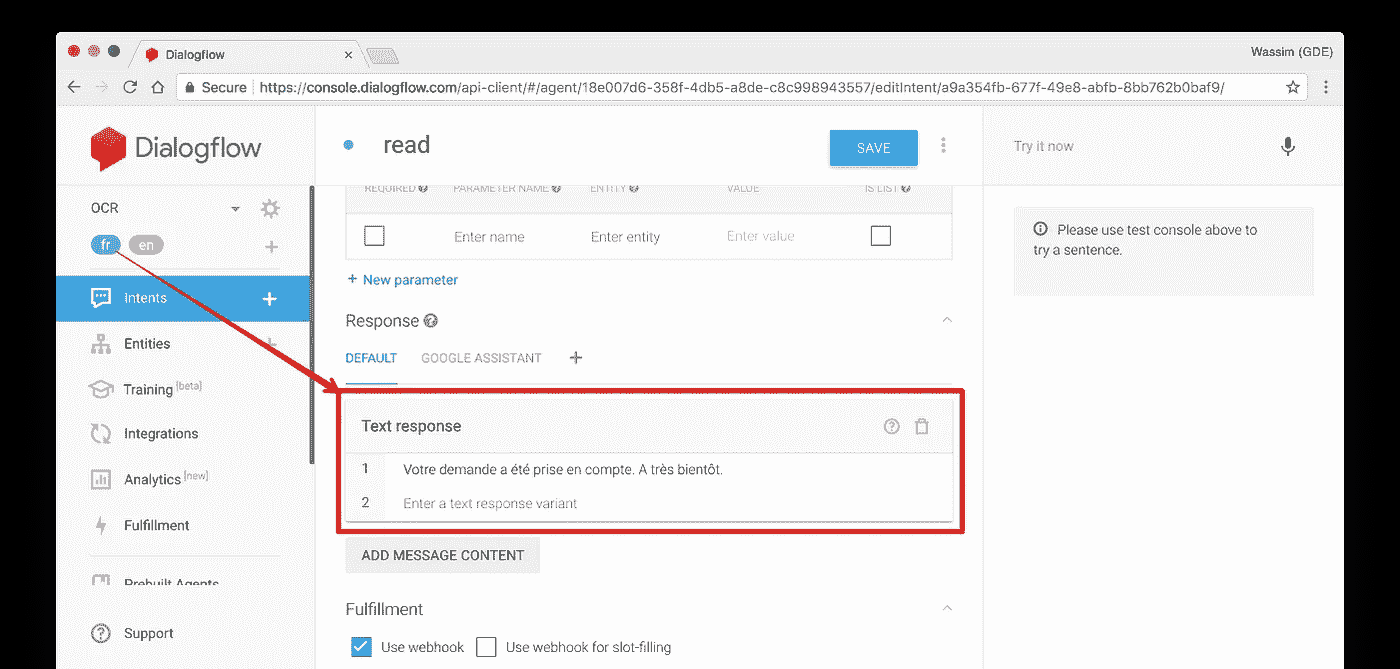 Dialogflow
Wassim (GDE)
Secure https://console.dialogflow.com/api-client/#/agent/18e007d6-358f-4db5-a8de-c8c998943557/editIntent/a9a354fb-677f-49e8-abfb-8bb762b0baf9/
Dialogflow
read
SAVE
Try it now
OCR
fr en
REQUIRED PARAMETER NAME ENTITY VALUE IS LIST
Enter name Enter entity Enter value
Please use test console above to
try a sentence.
+ New parameter
Intents
Response
Entities
DEFAULT GOOGLE ASSISTANT
Training [beta]
Integrations
Text response
1 Votre demande a été prise en compte. A très bientôt.
Analytics [new]
2 Enter a text response variant
Fulfillment
ADD MESSAGE CONTENT
Prebuilt Agents
Fulfillment
Support
Use webhook Use webhook for slot-filling